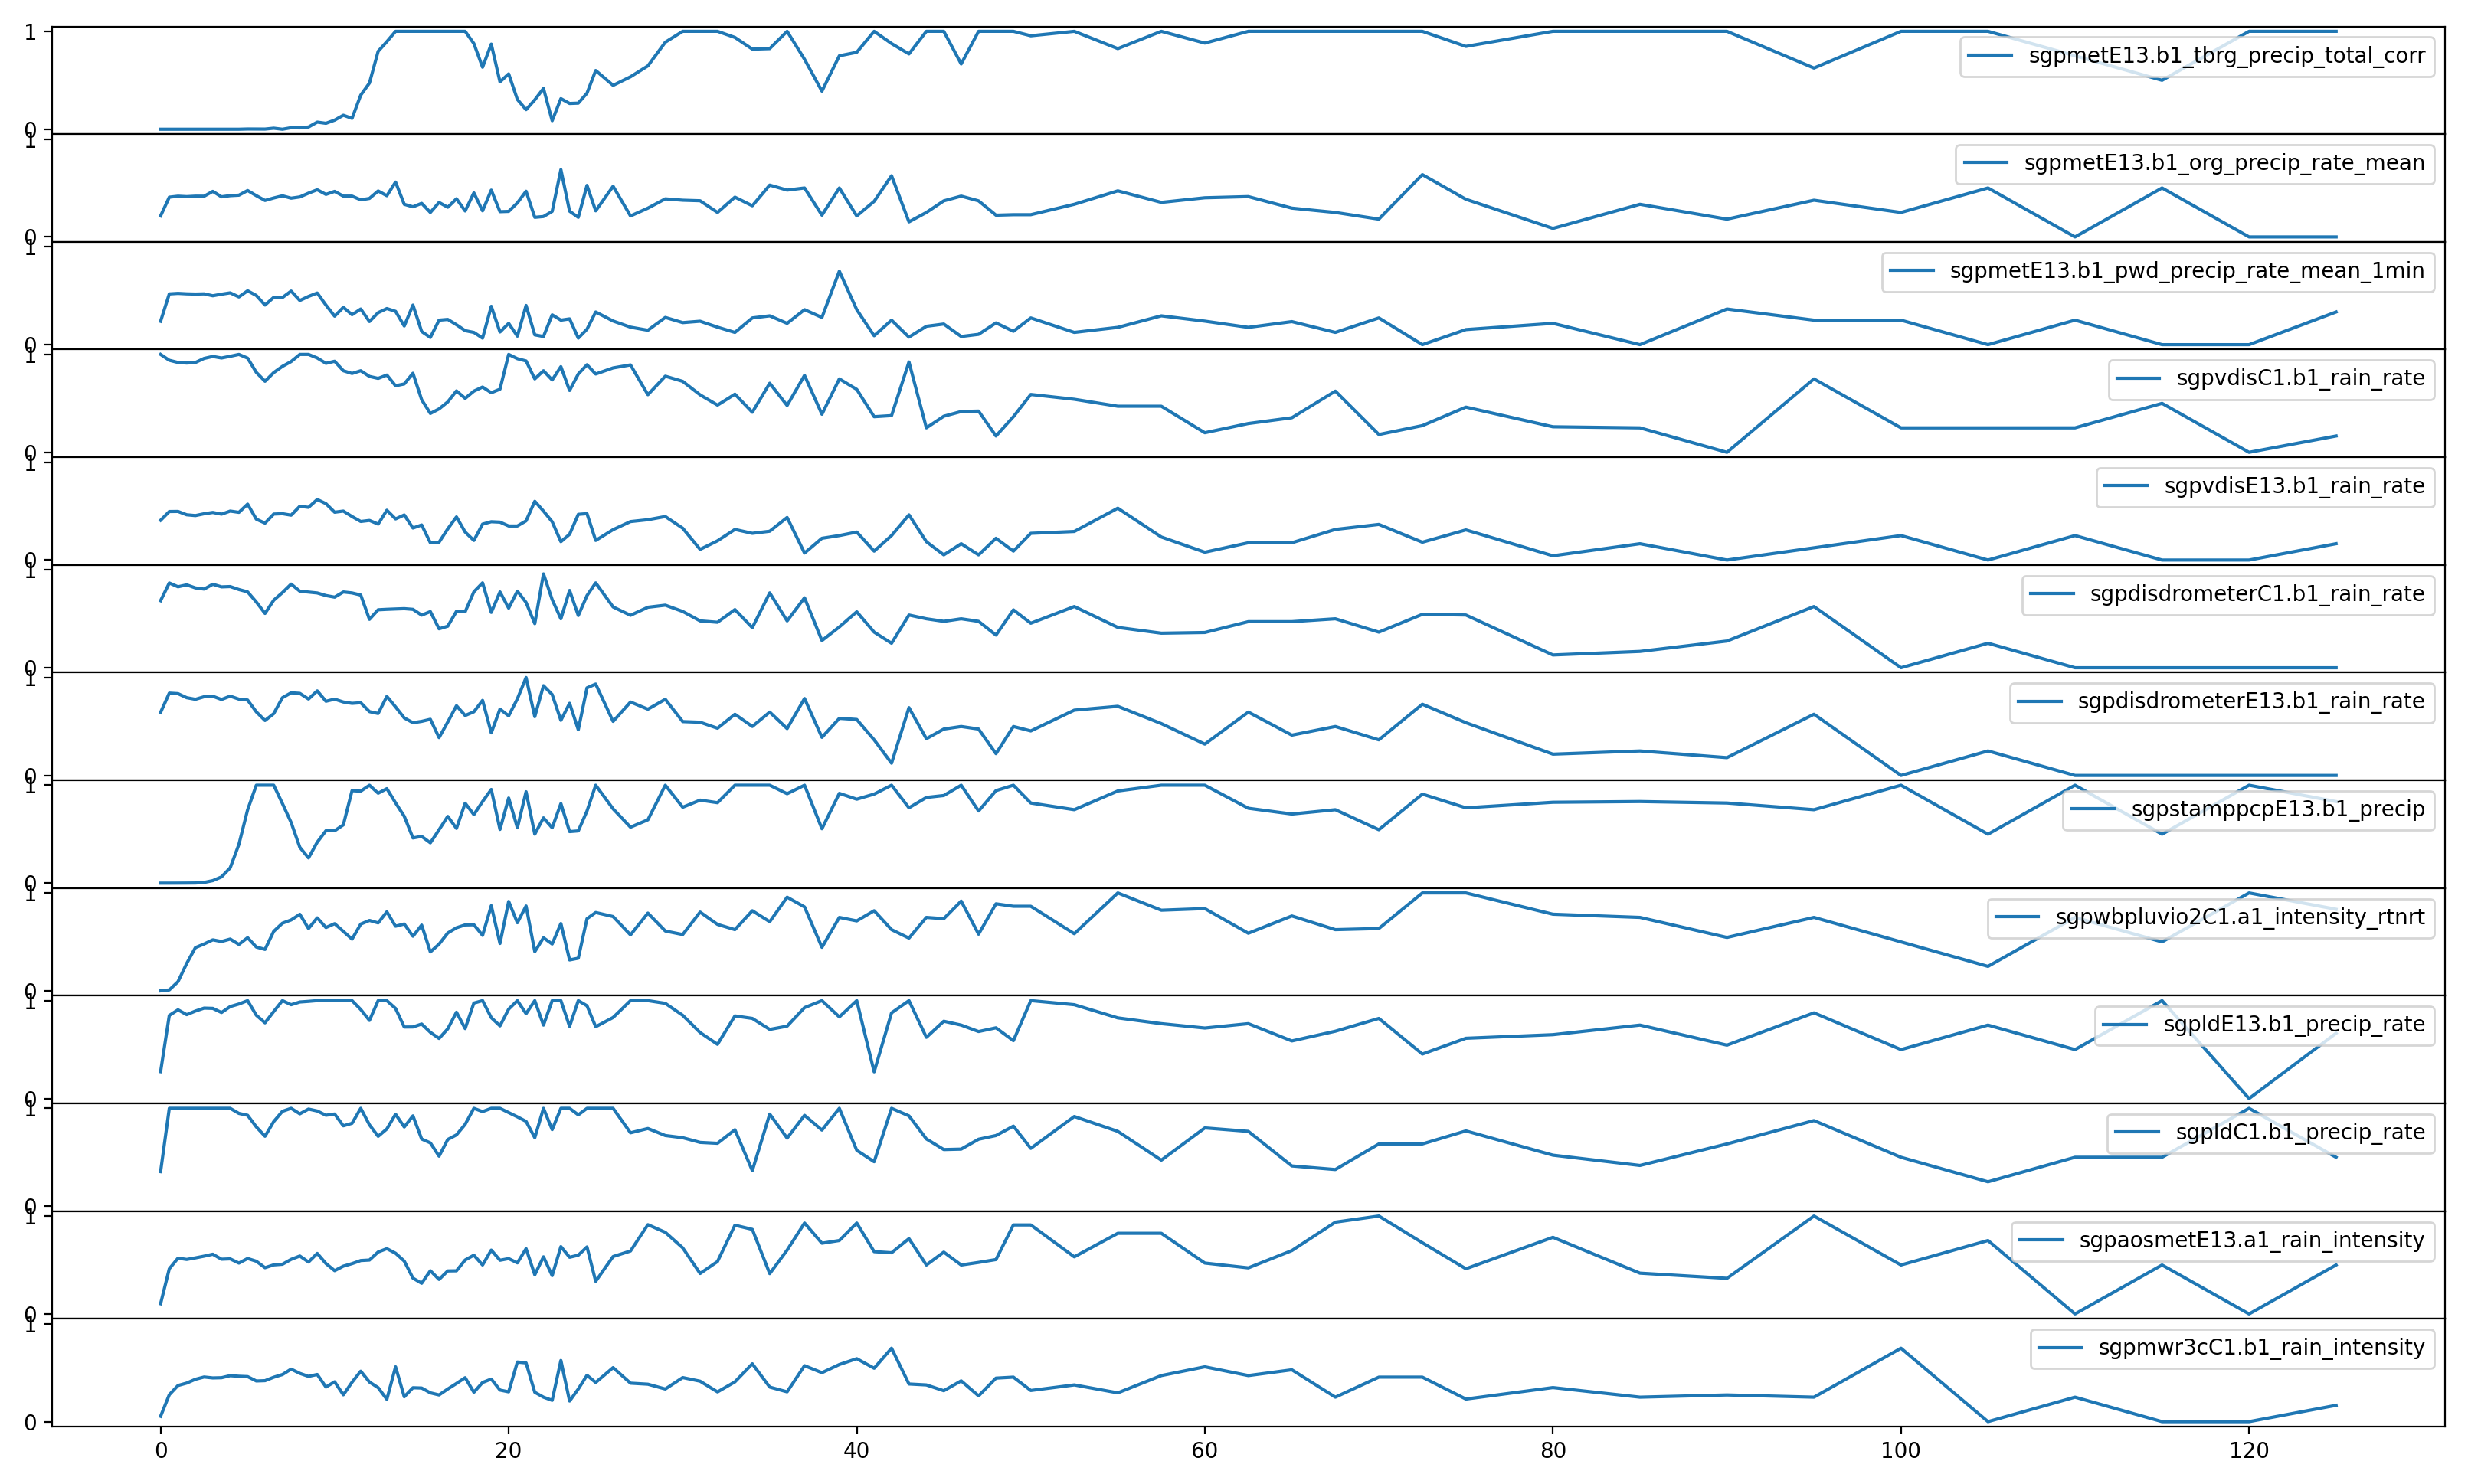 1
sgpmetE13.b1_tbrg_precip_total_corr
0
1
sgpmetE13.b1_org_precip_rate_mean
0
1
sgpmetE13.b1_pwd_precip_rate_mean_1min
0
1
sgpvdisC1.b1_rain_rate
0
1
sgpvdisE13.b1_rain_rate
0
1
sgpdisdrometerC1.b1_rain_rate
0
1
sgpdisdrometerE13.b1_rain_rate
0
1
sgpstamppcpE13.b1_precip
0
1
sgpwbpluvio2C1.a1_intensity_rtnrt
0
1
sgpldE13.b1_precip_rate
0
1
sgpldC1.b1_precip_rate
0
1
sgpaosmetE13.a1_rain_intensity
0
1
sgpmwr3cC1.b1_rain_intensity
0
0 20 40 60 80 100 120